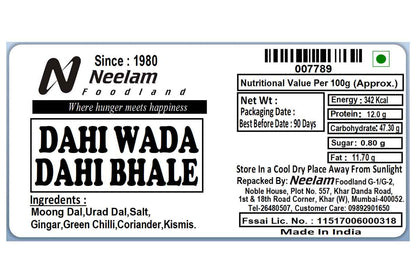 Since : 1980
Neelam
Foodland
Where hunger meets happiness
DAHI WADA
DAHI BHALE
Ingredents :
Moong Dal,Urad Dal,Salt,
Gingar,Green Chilli,Coriander,Kismis.
007789
Nutritional Value Per 100g (Approx.)
Net Wt :
Packaging Date :
Best Before Date : 90 Days
Energy : 342 Kcal
Protein : 12.0 g
Carbohydrate: 47.30 g
Sugar : 0.80 g
Fat : 11.70 g
Store In a Cool Dry Place Away From Sunlight
Repacked By: Neelam Foodland G-1/G-2,
Noble House, Plot No. 557, Khar Danda Road,
1st & 18th Road Corner, Khar (W), Mumbai-400052.
Tel-26480507, Customer Care: 09892901650
Fssai Lic. No. : 11517006000318
Made In India